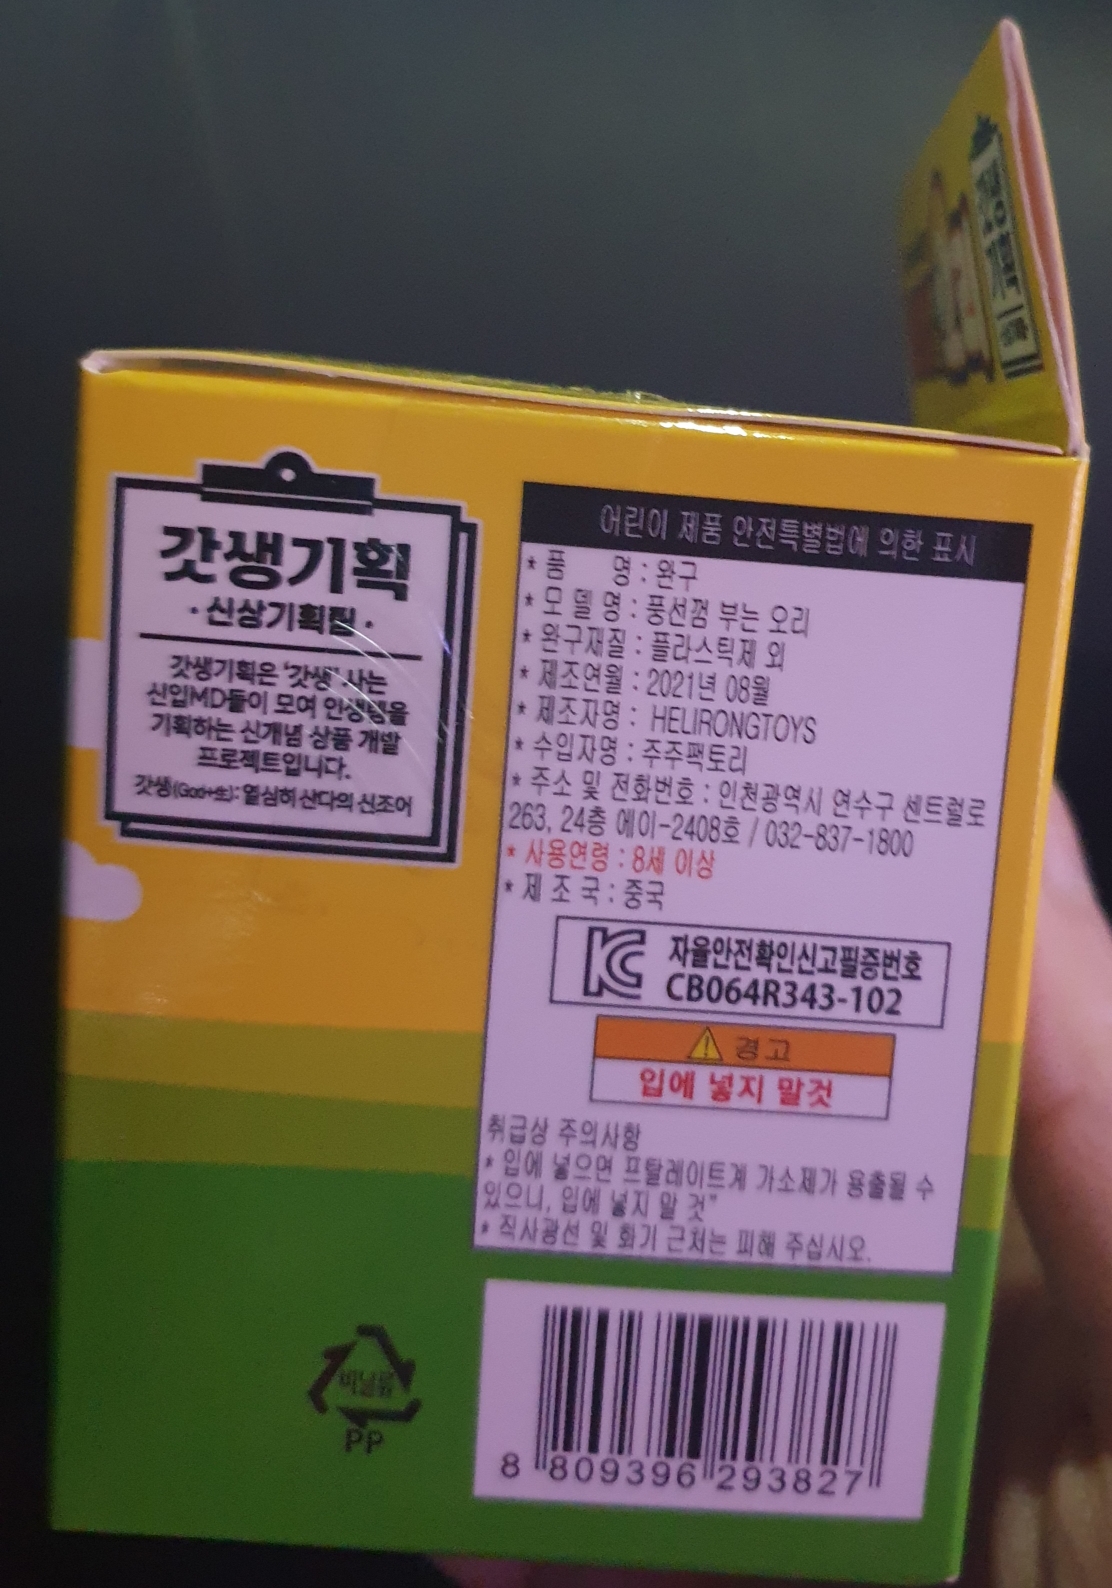 갓생기획
· 신상기획팀 ·
갓생기획은 '갓생' 사는
신입MD들이 모여 인생템을
기획하는 신개념 상품 개발
프로젝트입니다.
갓생(God+生):열심히 산다의 신조어
어린이 제품 안전특별법에 의한 표시
* 품 명 : 완구
* 모 델 명 : 풍선껌 부는 오리
* 완구재질 : 플라스틱제 외
* 제조연월 : 2021년 08월
* 제조자명 : HELIRONGTOYS
* 수입자명 : 주주팩토리
* 주소 및 전화번호 : 인천광역시 연수구 센트럴로
263, 24층 에이-2408호 / 032-837-1800
* 사용연령 : 8세 이상
* 제 조 국 : 중국
자율안전확인신고필증번호
CB064R343-102
경고
입에 넣지 말것
취급상 주의사항
* 입에 넣으면 프탈레이트계 가소제가 용출될 수
있으니, 입에 넣지 말 것"
* 직사광선 및 화기 근처는 피해 주십시오.
비닐류
PP
8 809396 293827